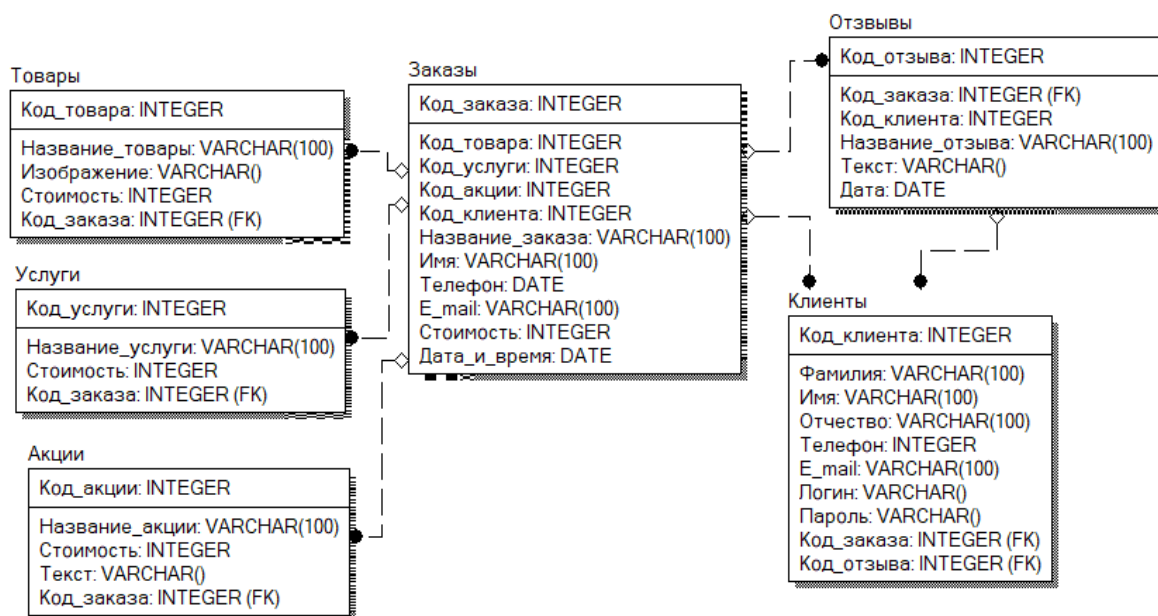 Товары
Код_товара: INTEGER
Название_товары: VARCHAR(100)
Изображение: VARCHAR()
Стоимость: INTEGER
Код_заказа: INTEGER (FK)
Услуги
Код_услуги: INTEGER
Название_услуги: VARCHAR(100)
Стоимость: INTEGER
Код_заказа: INTEGER (FK)
Акции
Код_акции: INTEGER
Название_акции: VARCHAR(100)
Стоимость: INTEGER
Текст: VARCHAR()
Код_заказа: INTEGER (FK)
Заказы
Код_заказа: INTEGER
Код_товара: INTEGER
Код_услуги: INTEGER
Код_акции: INTEGER
Код_клиента: INTEGER
Название_заказа: VARCHAR(100)
Имя: VARCHAR(100)
Телефон: DATE
E_mail: VARCHAR(100)
Стоимость: INTEGER
Дата_и_время: DATE
Отзвывы
Код_отзыва: INTEGER
Код_заказа: INTEGER (FK)
Код_клиента: INTEGER
Название_отзыва: VARCHAR(100)
Текст: VARCHAR()
Дата: DATE
Клиенты
Код_клиента: INTEGER
Фамилия: VARCHAR(100)
Имя: VARCHAR(100)
Отчество: VARCHAR(100)
Телефон: INTEGER
E_mail: VARCHAR(100)
Логин: VARCHAR()
Пароль: VARCHAR()
Код_заказа: INTEGER (FK)
Код_отзыва: INTEGER (FK)